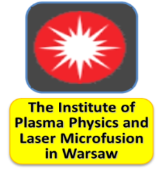 The Institute of
Plasma Physics and
Laser Microfusion
in Warsaw